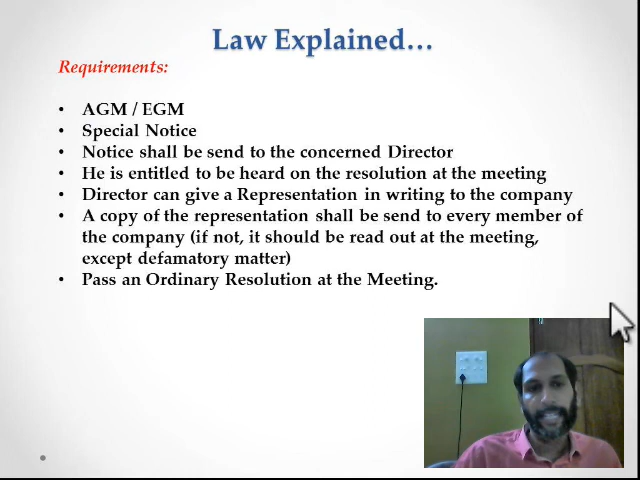 Law Explained…
Requirements:
• AGM / EGM
• Special Notice
• Notice shall be send to the concerned Director
• He is entitled to be heard on the resolution at the meeting
• Director can give a Representation in writing to the company
• A copy of the representation shall be send to every member of
the company (if not, it should be read out at the meeting,
except defamatory matter)
• Pass an Ordinary Resolution at the Meeting.